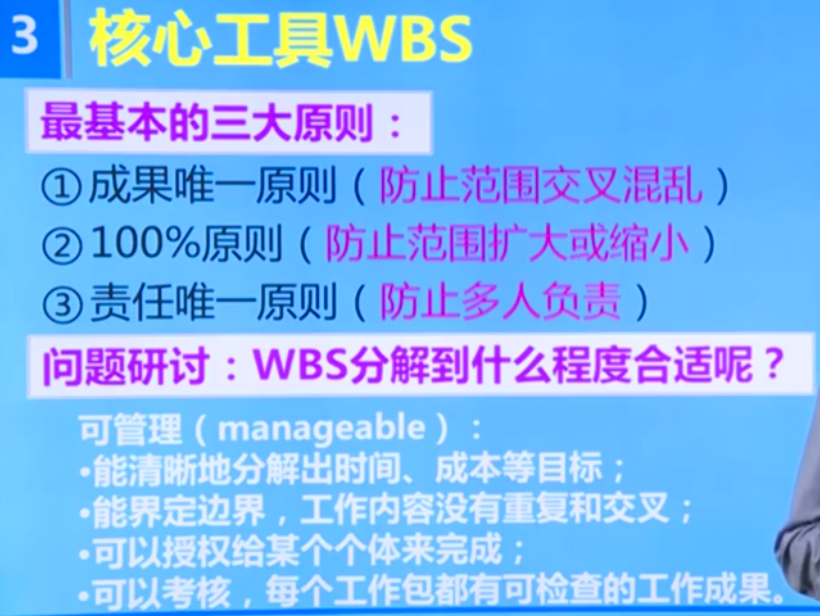 3
核心工具WBS
最基本的三大原则：
①成果唯一原则（防止范围交叉混乱）
②100%原则（防止范围扩大或缩小）
③责任唯一原则（防止多人负责）
问题研讨：WBS分解到什么程度合适呢？
可管理（manageable）：
•能清晰地分解出时间、成本等目标；
•能界定边界，工作内容没有重复和交叉；
•可以授权给某个个体来完成；
•可以考核，每个工作包都有可检查的工作成果。